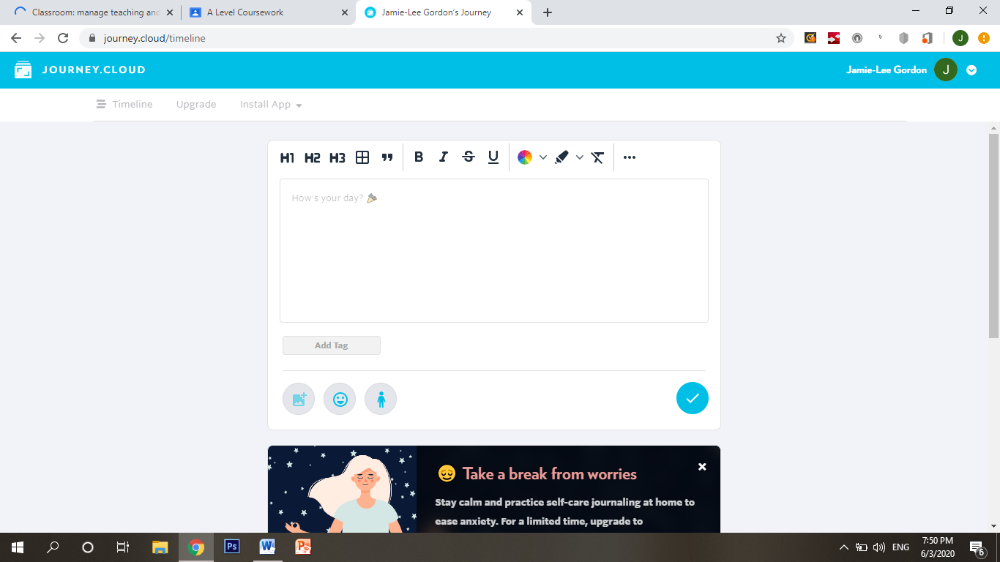 Classroom: manage teaching and
A Level Coursework
Jamie-Lee Gordon's Journey
journey.cloud/timeline
J
JOURNEY.CLOUD
Jamie-Lee Gordon
J
Timeline
Upgrade
Install App
H1 H2 H3 B I S U
How's your day?
Add Tag
Take a break from worries
Stay calm and practice self-care journaling at home to
ease anxiety. For a limited time, upgrade to
Ps
W
P
ENG
7:50 PM
6/3/2020
6